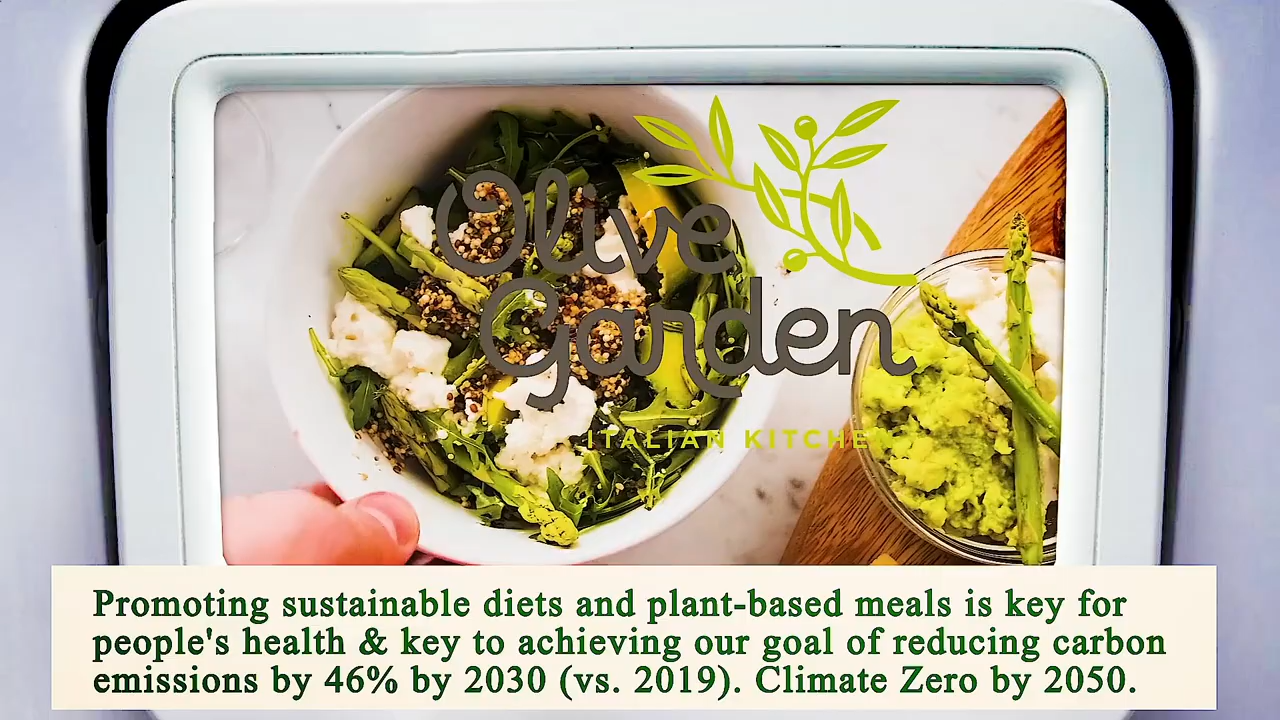 Olive
Garden
ITALIAN KITCHEN
Promoting sustainable diets and plant-based meals is key for
people's health & key to achieving our goal of reducing carbon
emissions by 46% by 2030 (vs. 2019). Climate Zero by 2050.